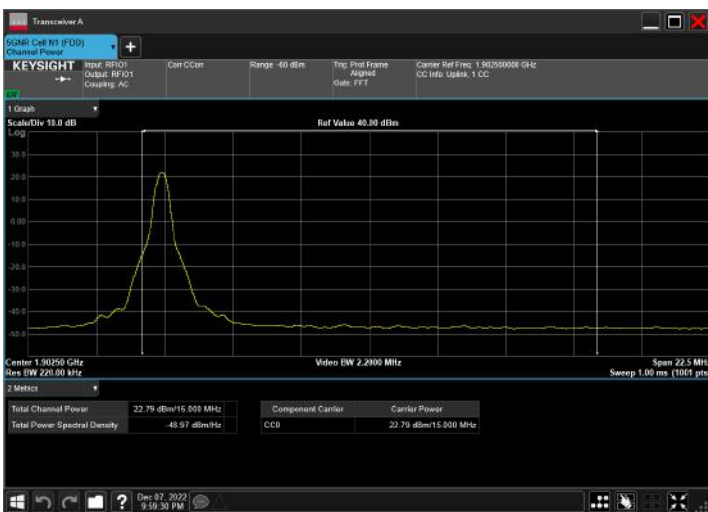 Transceiver A
5GNR Cell N1 (FDD)
Channel Power
KEYSIGHT
Input: RFIO1
Output: RFIO1
Coupling: AC
Corr CCorr
Range: -60 dBm
Trig: Prot Frame
Aligned
Gate: FFT
Carrier Ref Freq: 1.902500000 GHz
CC Info: Uplink, 1 CC
1 Graph
Scale/Div 10.0 dB
Ref Value 40.00 dBm
Log
30.0
20.0
10.0
0.00
-10.0
-20.0
-30.0
-40.0
-50.0
Center 1.90250 GHz
Video BW 2.2000 MHz
Span 22.5 MHz
Res BW 220.00 kHz
Sweep 1.00 ms (1001 pts
2 Metrics
Total Channel Power 22.79 dBm/15.000 MHz
Total Power Spectral Density -48.97 dBm/Hz
Component Carrier Carrier Power
CC0 22.79 dBm/15.000 MHz
?
Dec 07, 2022
9:59:30 PM